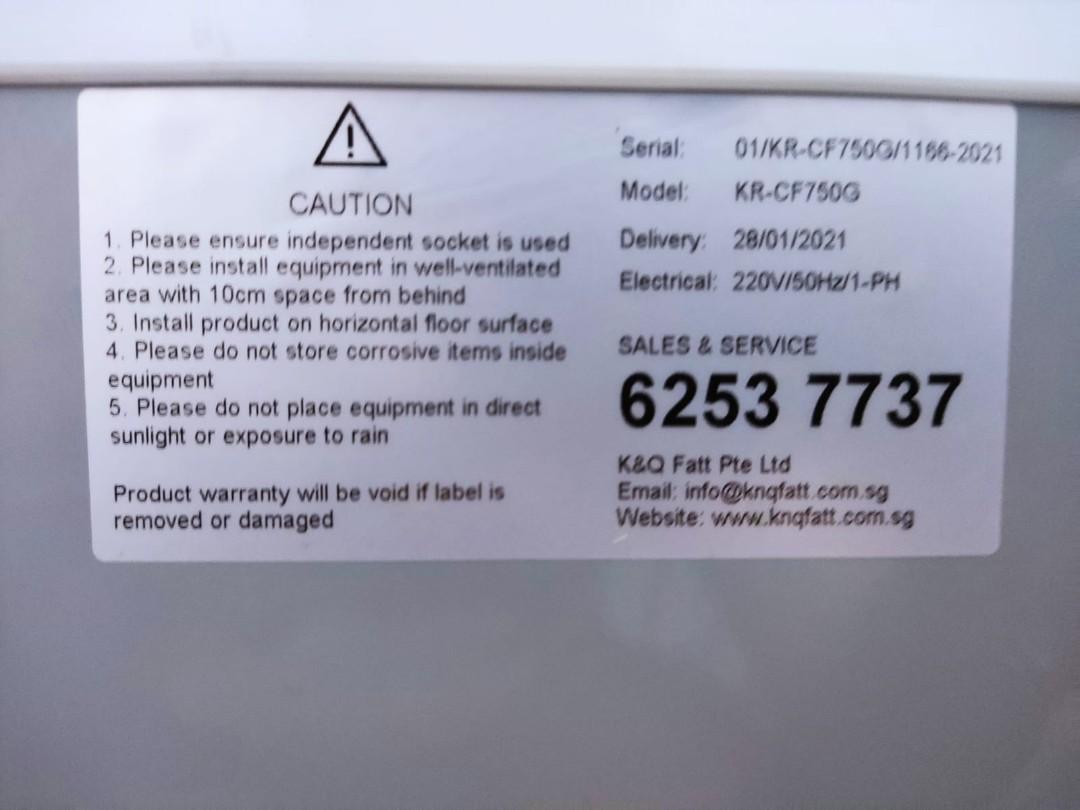 CAUTION
1. Please ensure independent socket is used
2. Please install equipment in well-ventilated
area with 10cm space from behind
3. Install product on horizontal floor surface
4. Please do not store corrosive items inside
equipment
5. Please do not place equipment in direct
sunlight or exposure to rain
Product warranty will be void if label is
removed or damaged
Serial: 01/KR-CF750G/1166-2021
Model: KR-CF750G
Delivery: 28/01/2021
Electrical: 220V/50Hz/1-PH
SALES & SERVICE
6253 7737
K&Q Fatt Pte Ltd
Email: info@knqfatt.com.sg
Website: www.knqfatt.com.sg